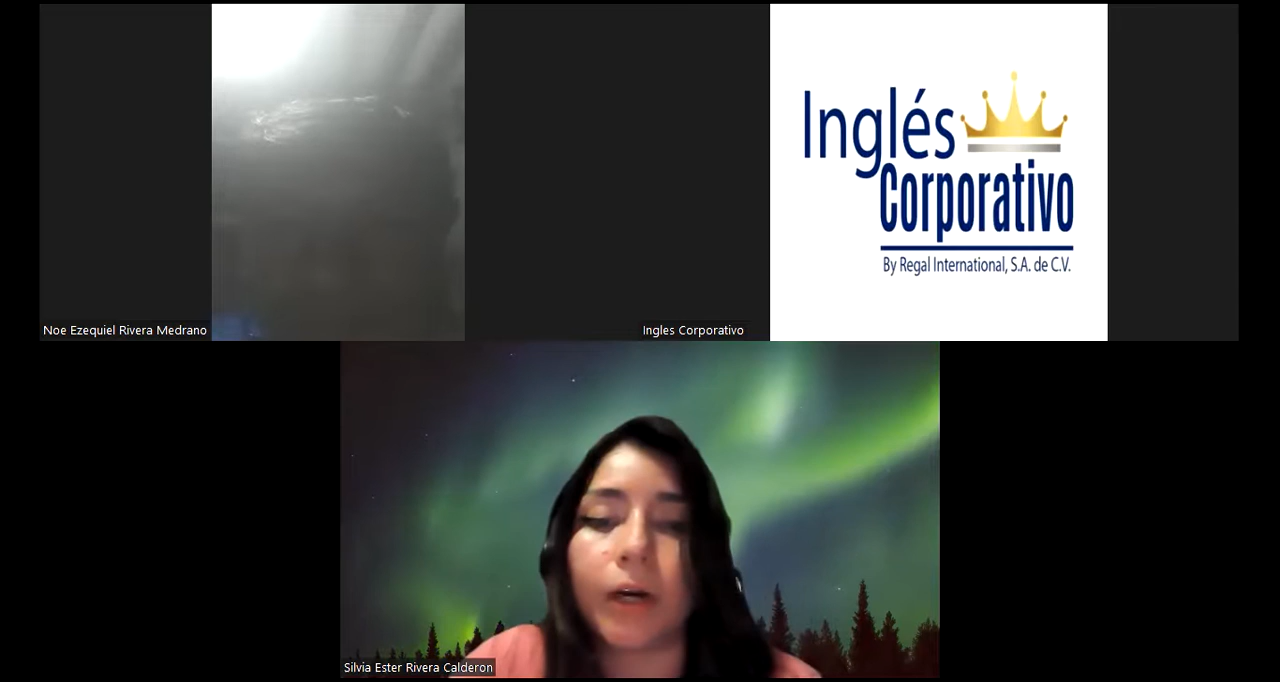 Inglés
Corporativo
By Regal International, S.A. de C.V.
Noe Ezequiel Rivera Medrano
Ingles Corporativo
Silvia Ester Rivera Calderon